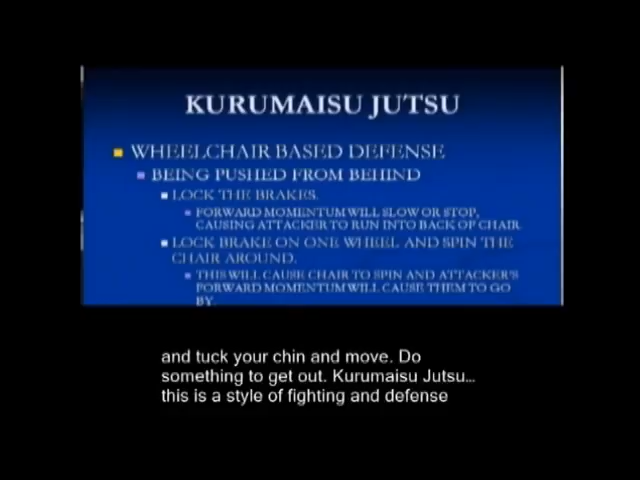 KURUMAISU JUTSU
WHEELCHAIR BASED DEFENSE
BEING PUSHED FROM BEHIND
LOCK THE BRAKES.
FORWARD MOMENTUM WILL SLOW OR STOP,
CAUSING ATTACKER TO RUN INTO BACK OF CHAIR
LOCK BRAKE ON ONE WHEEL AND SPIN THE
CHAIR AROUND.
THIS WILL CAUSE CHAIR TO SPIN AND ATTACKER'S
FORWARD MOMENTUM WILL CAUSE THEM TO GO
BY.
and tuck your chin and move. Do
something to get out. Kurumaisu Jutsu…
this is a style of fighting and defense